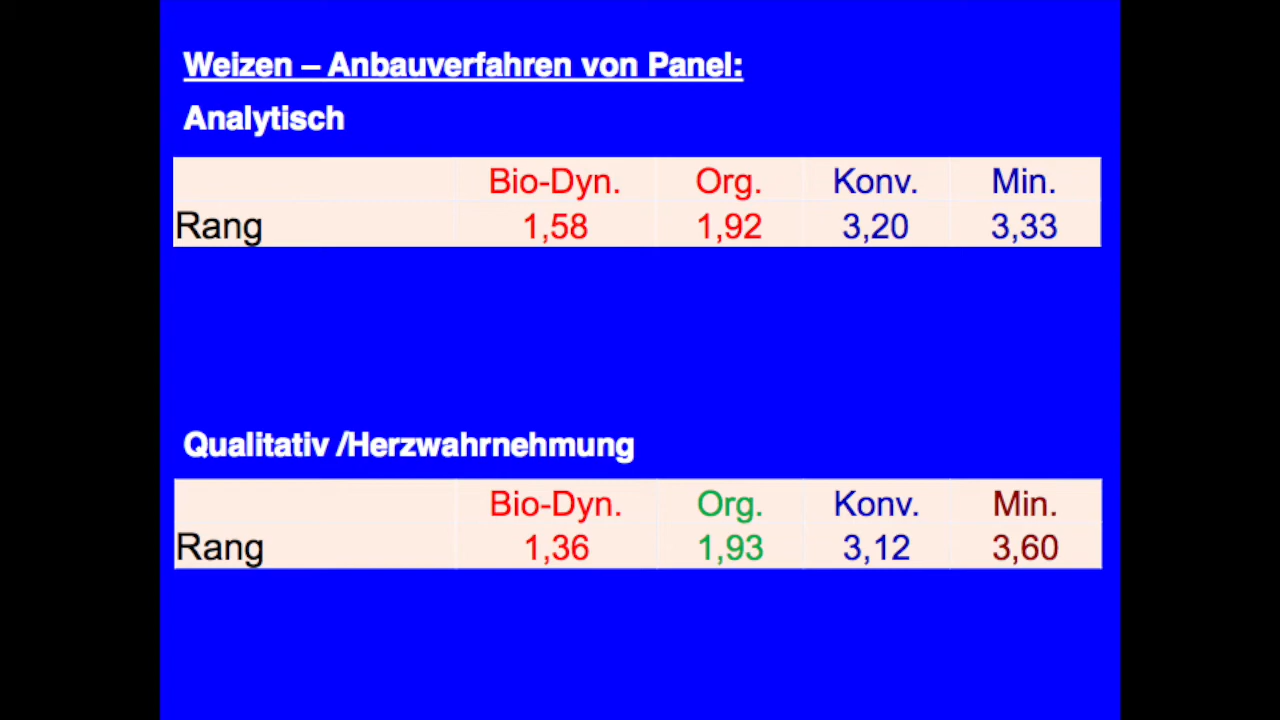 Weizen – Anbauverfahren von Panel:
Analytisch
Bio-Dyn. Org. Konv. Min.
Rang 1,58 1,92 3,20 3,33
Qualitativ /Herzwahrnehmung
Bio-Dyn. Org. Konv. Min.
Rang 1,36 1,93 3,12 3,60